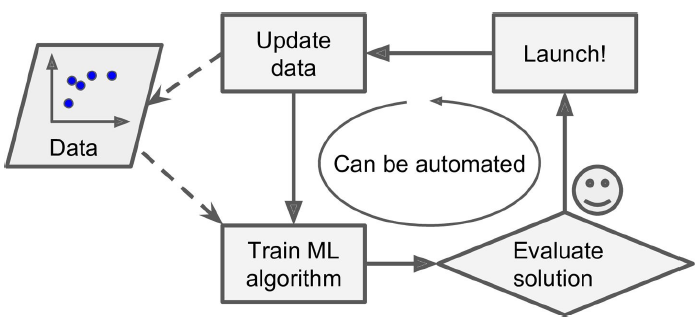 Update
data
Launch!
Data
Can be automated
Train ML
algorithm
Evaluate
solution